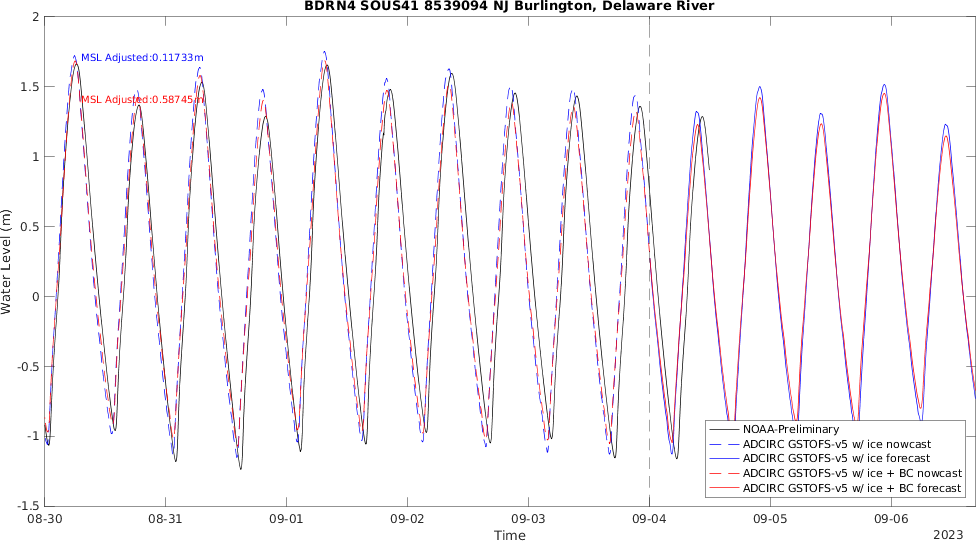 BDRN4 SOUS41 8539094 NJ Burlington, Delaware River
MSL Adjusted:0.11733m
MSL Adjusted:0.58745m
Water Level (m)
2
1.5
1
0.5
0
-0.5
-1
-1.5
08-30 08-31 09-01 09-02 09-03 09-04 09-05 09-06
Time
2023
NOAA-Preliminary
ADCIRC GSTOFS-v5 w/ ice nowcast
ADCIRC GSTOFS-v5 w/ ice forecast
ADCIRC GSTOFS-v5 w/ ice + BC nowcast
ADCIRC GSTOFS-v5 w/ ice + BC forecast